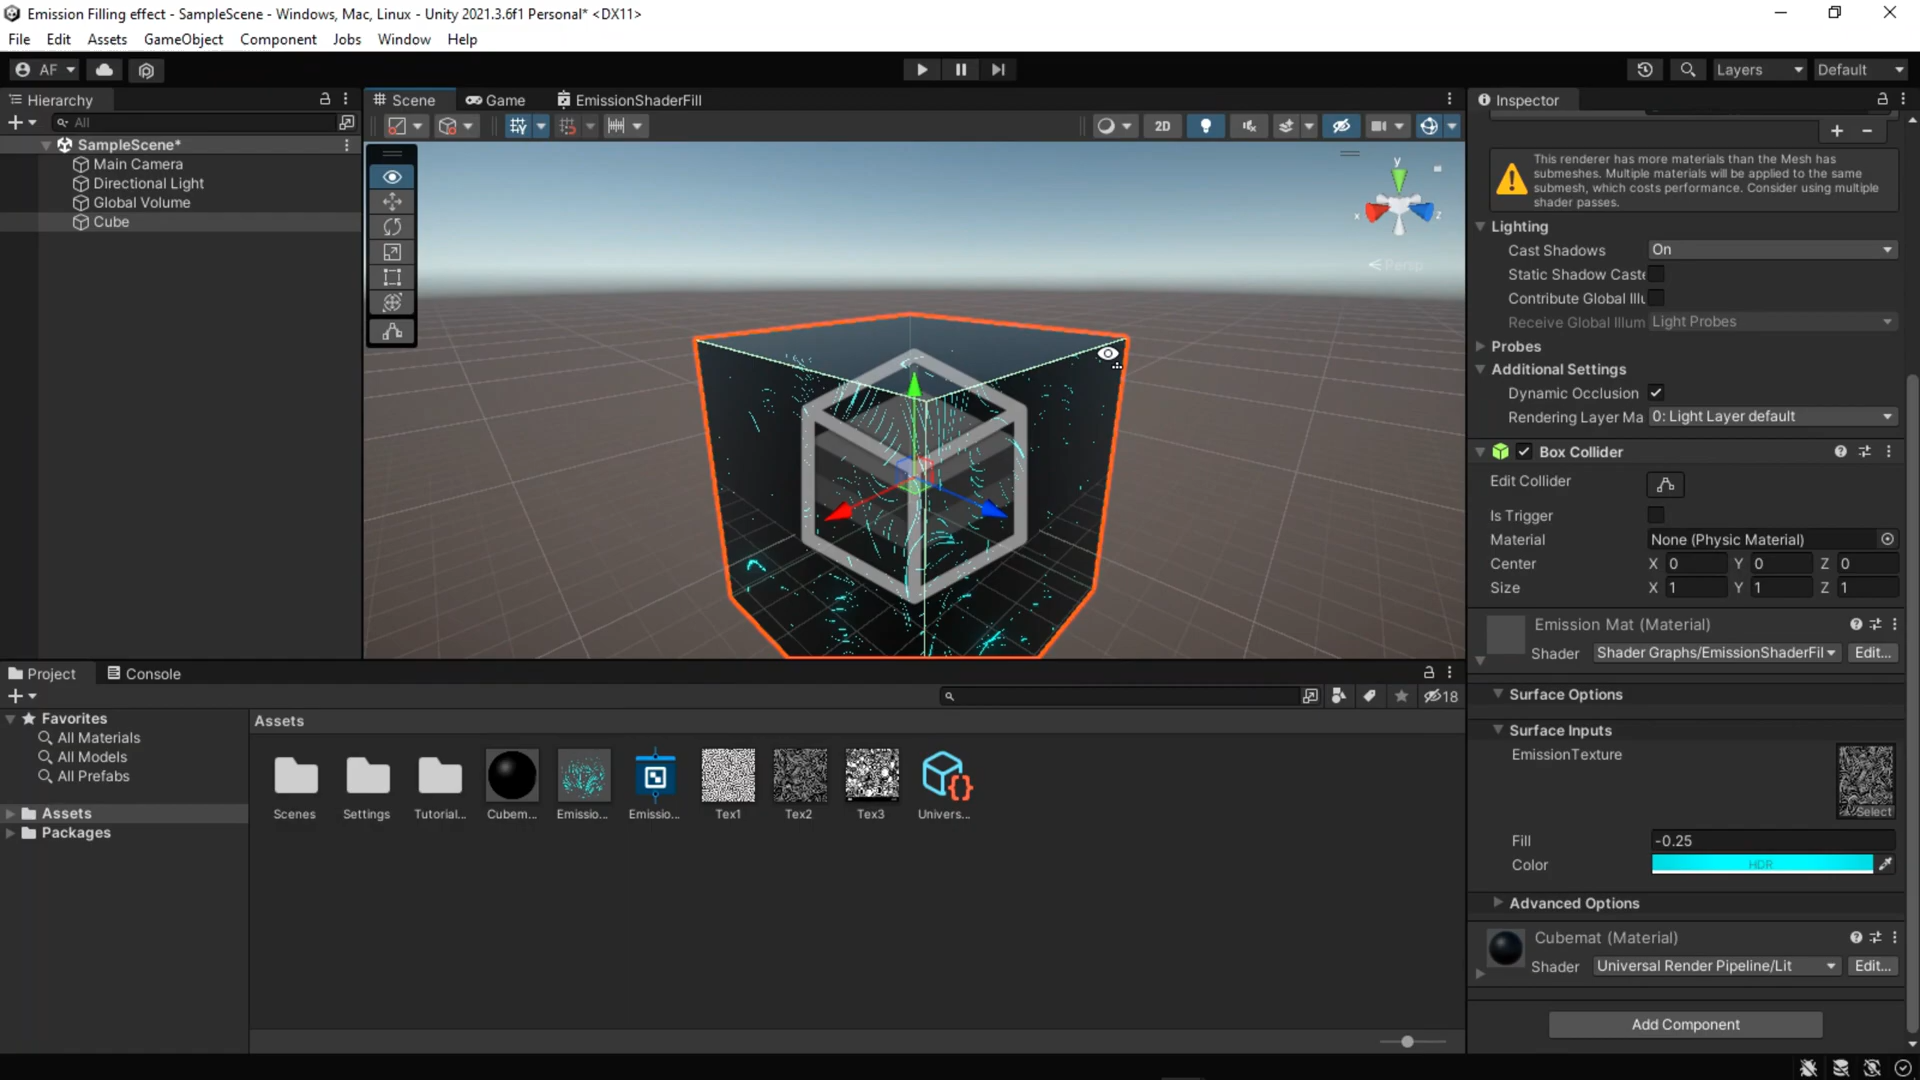 Emission Filling effect - SampleScene - Windows, Mac, Linux - Unity 2021.3.6f1 Personal* <DX11>
File Edit Assets GameObject Component Jobs Window Help
AF
Layers
Default
Hierarchy
All
SampleScene*
Main Camera
Directional Light
Global Volume
Cube
Scene
Game
EmissionShaderFill
2D
y
x
z
Persp
Inspector
This renderer has more materials than the Mesh has
submeshes. Multiple materials will be applied to the same
submesh, which costs performance. Consider using multiple
shader passes.
Lighting
Cast Shadows On
Static Shadow Caste
Contribute Global Illu
Receive Global Illum Light Probes
Probes
Additional Settings
Dynamic Occlusion
Rendering Layer Ma 0: Light Layer default
Box Collider
Edit Collider
Is Trigger
Material None (Physic Material)
Center X 0 Y 0 Z 0
Size X 1 Y 1 Z 1
Emission Mat (Material)
Shader Shader Graphs/EmissionShaderFil Edit...
Surface Options
Surface Inputs
EmissionTexture
Select
Fill -0.25
Color HDR
Advanced Options
Cubemat (Material)
Shader Universal Render Pipeline/Lit Edit...
Add Component
Project
Console
18
Favorites
All Materials
All Models
All Prefabs
Assets
Packages
Assets
Scenes
Settings
Tutorial...
Cubem...
Emissio...
Emissio...
Tex1
Tex2
Tex3
Univers...